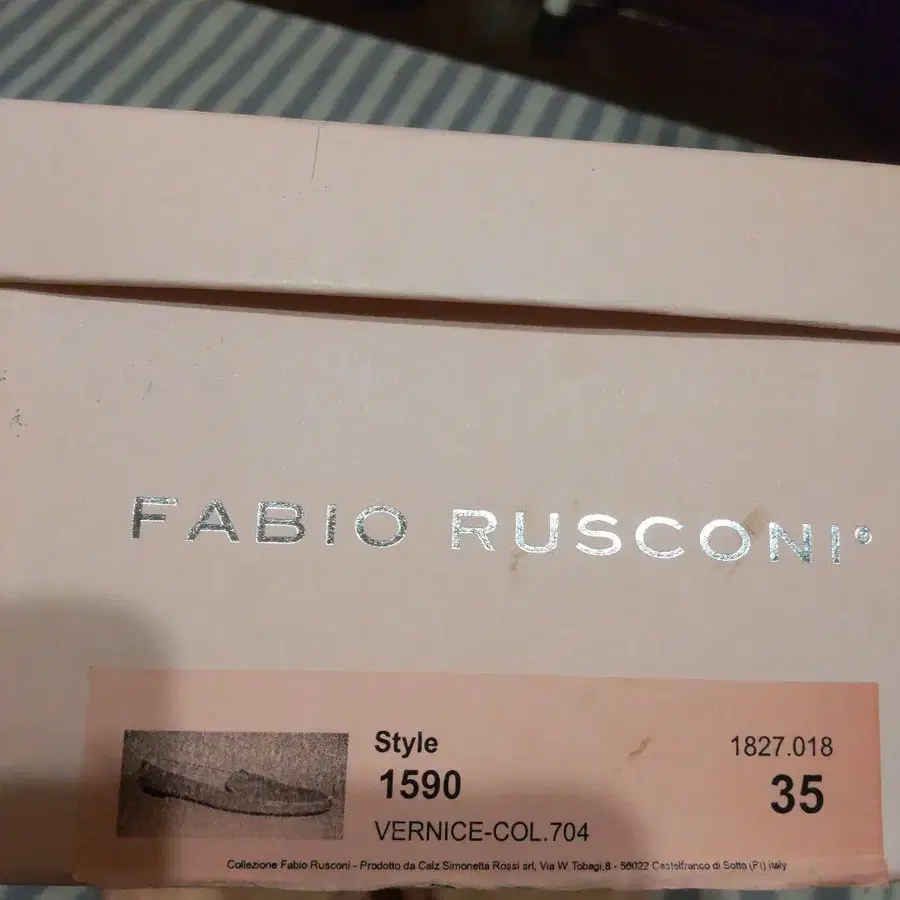 FABIO RUSCONI®
Style
1590
VERNICE-COL.704
1827.018
35
Collezione Fabio Rusconi - Prodotto da Calz.Simonetta Rossi srl, Via W.Tobagi,8 - 56022 Castelfranco di Sotto (PI) italy